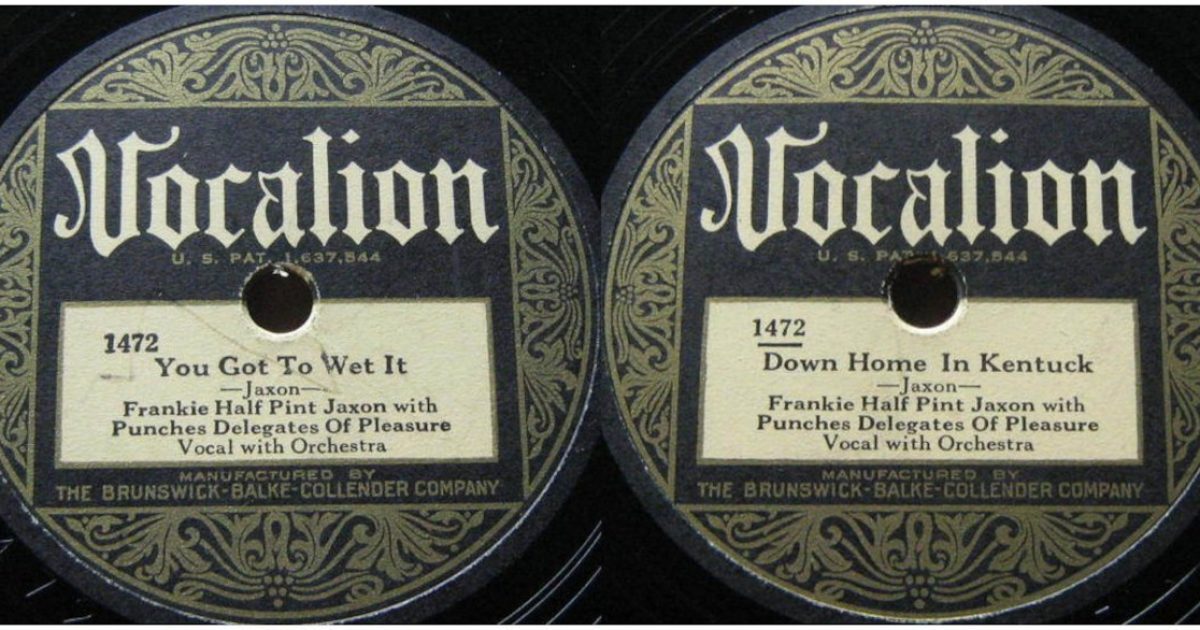 Vocalion
U. S. PAT. 1,637,544
1472
You Got To Wet It
—Jaxon—
Frankie Half Pint Jaxon with
Punches Delegates Of Pleasure
Vocal with Orchestra
MANUFACTURED BY
THE BRUNSWICK-BALKE-COLLENDER COMPANY
Vocalion
U. S. PAT. 1,637,544
1472
Down Home In Kentuck
—Jaxon—
Frankie Half Pint Jaxon with
Punches Delegates Of Pleasure
Vocal with Orchestra
MANUFACTURED BY
THE BRUNSWICK-BALKE-COLLENDER COMPANY